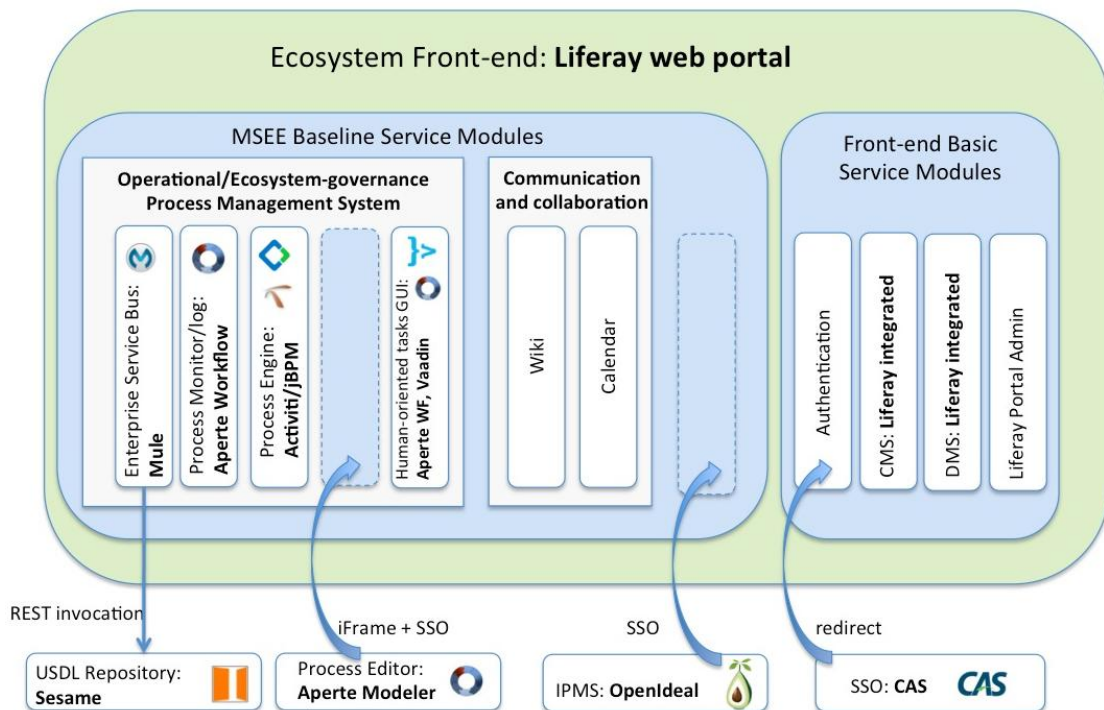 Ecosystem Front-end: Liferay web portal
MSEE Baseline Service Modules
Operational/Ecosystem-governance
Process Management System
Enterprise Service Bus:
Mule
Process Monitor/log:
Aperte Workflow
Process Engine:
Activiti/jBPM
Human-oriented tasks GUI:
Aperte WF, Vaadin
Communication
and collaboration
Wiki
Calendar
Front-end Basic
Service Modules
Authentication
CMS: Liferay integrated
DMS: Liferay integrated
Liferay Portal Admin
REST invocation
iFrame + SSO
SSO
redirect
USDL Repository:
Sesame
Process Editor:
Aperte Modeler
IPMS: OpenIdeal
SSO: CAS
CAS